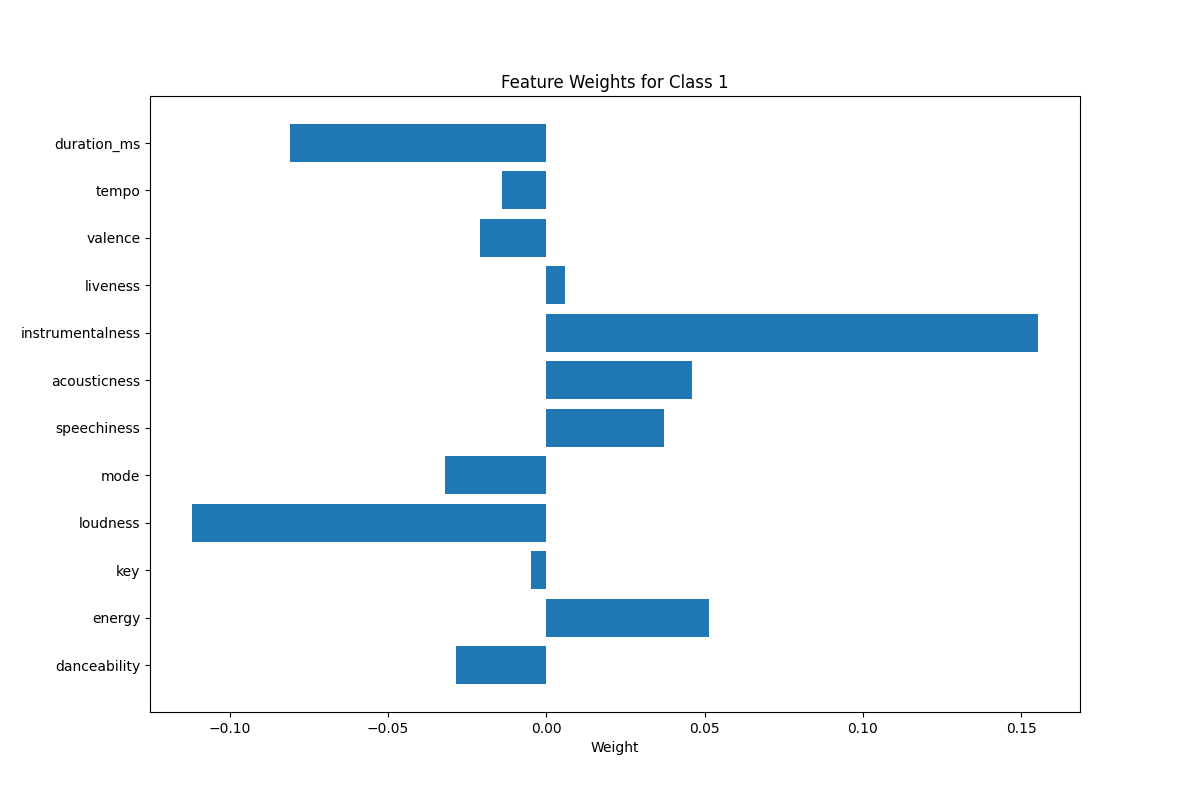 Feature Weights for Class 1
duration_ms
tempo
valence
liveness
instrumentalness
acousticness
speechiness
mode
loudness
key
energy
danceability
−0.10 −0.05 0.00 0.05 0.10 0.15
Weight